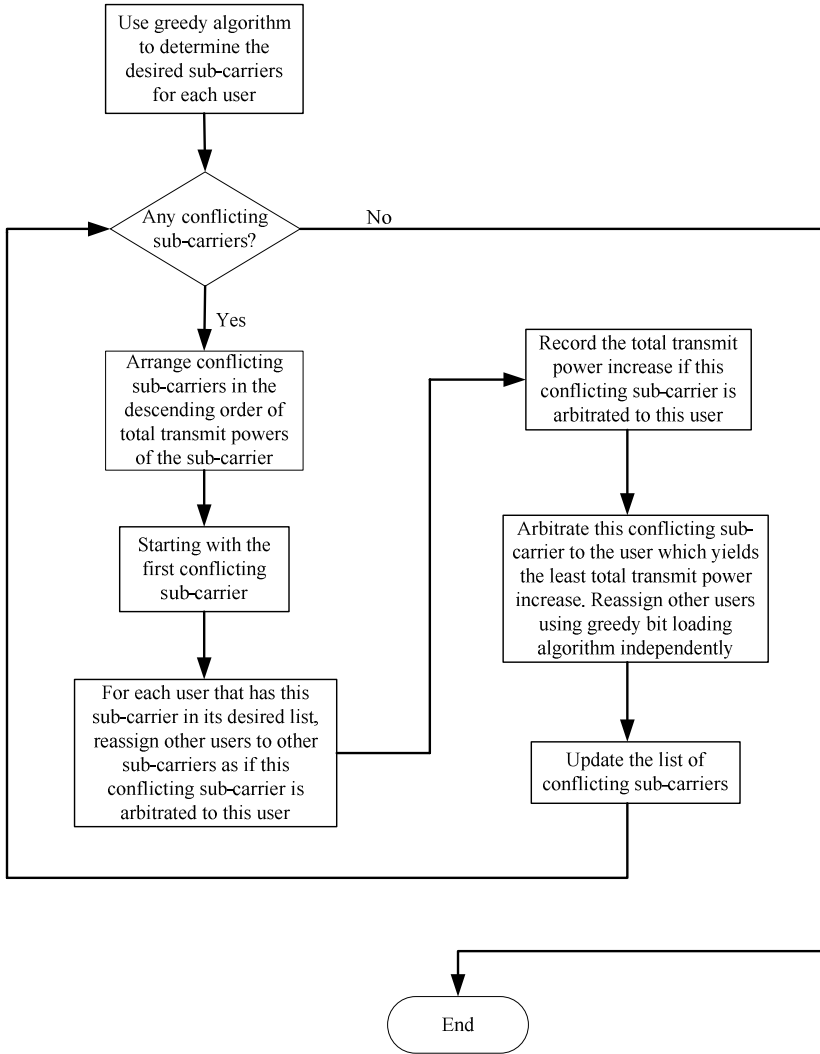 Use greedy algorithm
to determine the
desired sub-carriers
for each user
Any conflicting
sub-carriers?
No
Yes
Arrange conflicting
sub-carriers in the
descending order of
total transmit powers
of the sub-carrier
Starting with the
first conflicting
sub-carrier
For each user that has this
sub-carrier in its desired list,
reassign other users to other
sub-carriers as if this
conflicting sub-carrier is
arbitrated to this user
Record the total transmit
power increase if this
conflicting sub-carrier is
arbitrated to this user
Arbitrate this conflicting sub-
carrier to the user which yields
the least total transmit power
increase. Reassign other users
using greedy bit loading
algorithm independently
Update the list of
conflicting sub-carriers
End